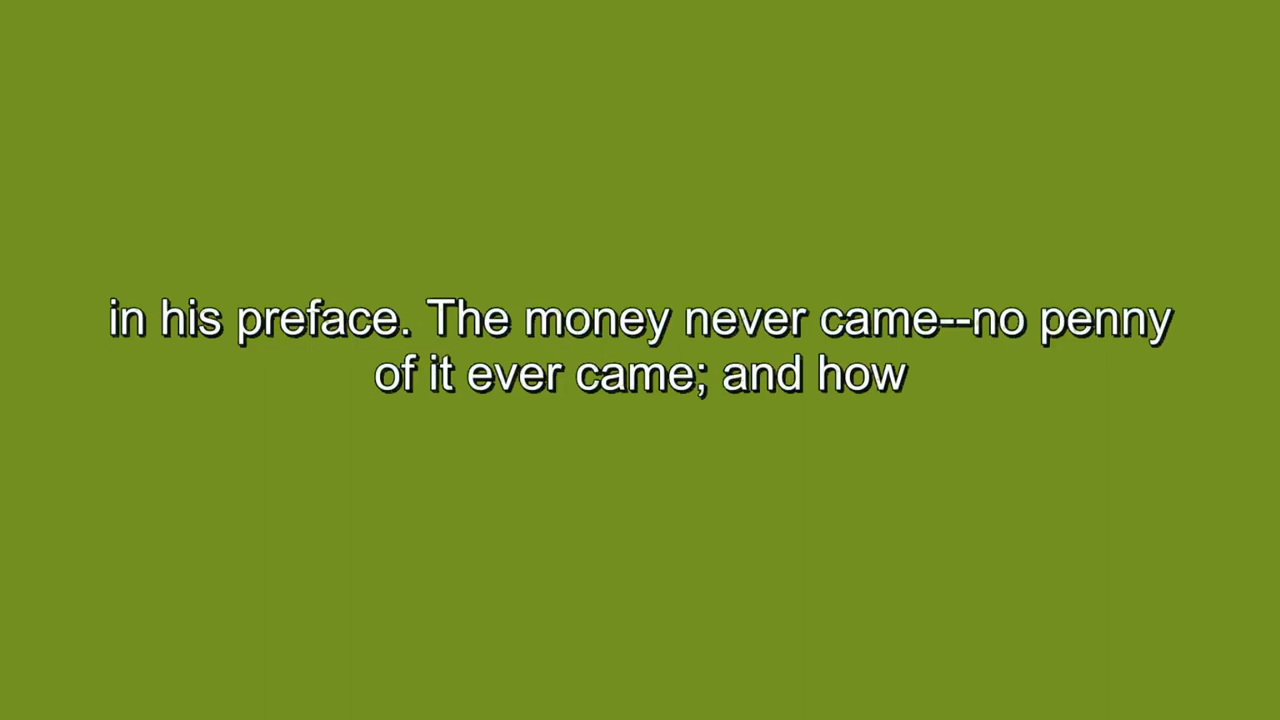 in his preface. The money never came--no penny
of it ever came; and how